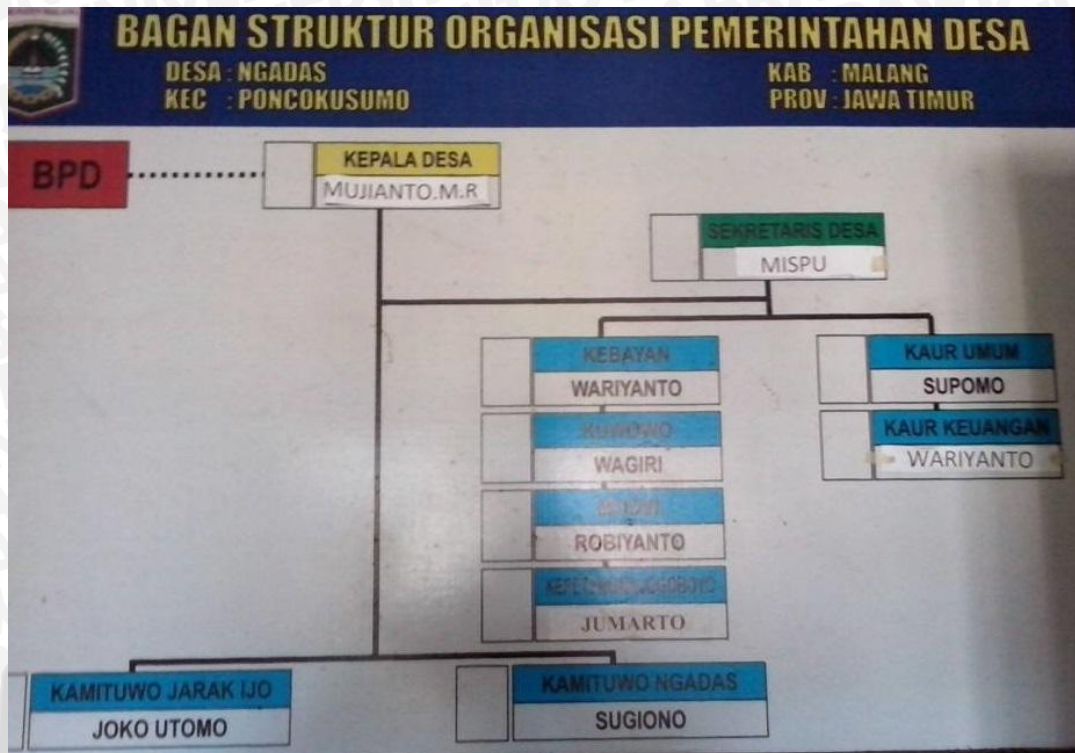 BAGAN STRUKTUR ORGANISASI PEMERINTAHAN DESA
DESA : NGADAS
KEC : PONCOKUSUMO
KAB : MALANG
PROV : JAWA TIMUR
BPD
KEPALA DESA
MUJIANTO.M.R
SEKRETARIS DESA
MISPU
KEBAYAN
WARIYANTO
KUWOWO
WAGIRI
ROBIYANTO
JUMARTO
KAUR UMUM
SUPOMO
KAUR KEUANGAN
WARIYANTO
KAMITUWO JARAK IJO
JOKO UTOMO
KAMITUWO NGADAS
SUGIONO